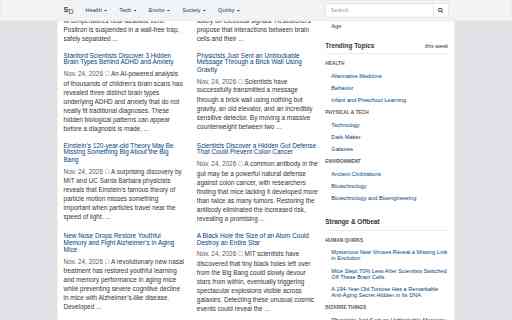 SD Health Tech Enviro Society Quirky Search
Positron is suspended in a wall-free trap,
safely separated ...
Stanford Scientists Discover 3 Hidden
Brain Types Behind ADHD and Anxiety
Nov. 24, 2026 — An AI-powered analysis
of thousands of children's brain scans has
revealed three distinct brain types
underlying ADHD and anxiety that do not
neatly fit traditional diagnoses. These
hidden biological patterns can appear
before a diagnosis is made, ...
Einstein's 120-year-old Theory May Be
Missing Something Big About the Big
Bang
Nov. 24, 2026 — A surprising discovery by
MIT and UC Santa Barbara physicists
reveals that Einstein's famous theory of
particle motion misses something
important when particles travel near the
speed of light. ...
New Nose Drops Restore Youthful
Memory and Fight Alzheimer's in Aging
Mice
Nov. 24, 2026 — A revolutionary new nasal
treatment has restored youthful learning
and memory performance in aging mice
while preventing severe cognitive decline
in mice with Alzheimer's-like disease.
Developed ...
propose that interactions between brain
cells and their ...
Physicists Just Sent an Unblockable
Message Through a Brick Wall Using
Gravity
Nov. 24, 2026 — Scientists have
successfully transmitted a message
through a brick wall using nothing but
gravity, an old elevator, and an incredibly
sensitive detector. By moving a massive
counterweight between two ...
Scientists Discover a Hidden Gut Defense
That Could Prevent Colon Cancer
Nov. 24, 2026 — A common antibody in the
gut may be a powerful natural defense
against colon cancer, with researchers
finding that mice lacking it developed more
than twice as many tumors. Restoring the
antibody eliminated the increased risk,
revealing a promising ...
A Black Hole the Size of an Atom Could
Destroy an Entire Star
Nov. 24, 2026 — MIT scientists have
discovered that tiny black holes left over
from the Big Bang could slowly devour
stars from within, eventually triggering
spectacular explosions visible across
galaxies. Detecting these unusual cosmic
events could reveal the ...
Age
Trending Topics this week
HEALTH
Alternative Medicine
Behavior
Infant and Preschool Learning
PHYSICAL & TECH
Technology
Dark Matter
Galaxies
ENVIRONMENT
Ancient Civilizations
Biotechnology
Biotechnology and Bioengineering
Strange & Offbeat
HUMAN QUIRKS
Mysterious New Viruses Reveal a Missing Link
in Evolution
Mice Slept 70% Less After Scientists Switched
Off These Brain Cells
A 194-Year-Old Tortoise Has a Remarkable
Anti-Aging Secret Hidden in Its DNA
BIZARRE THINGS